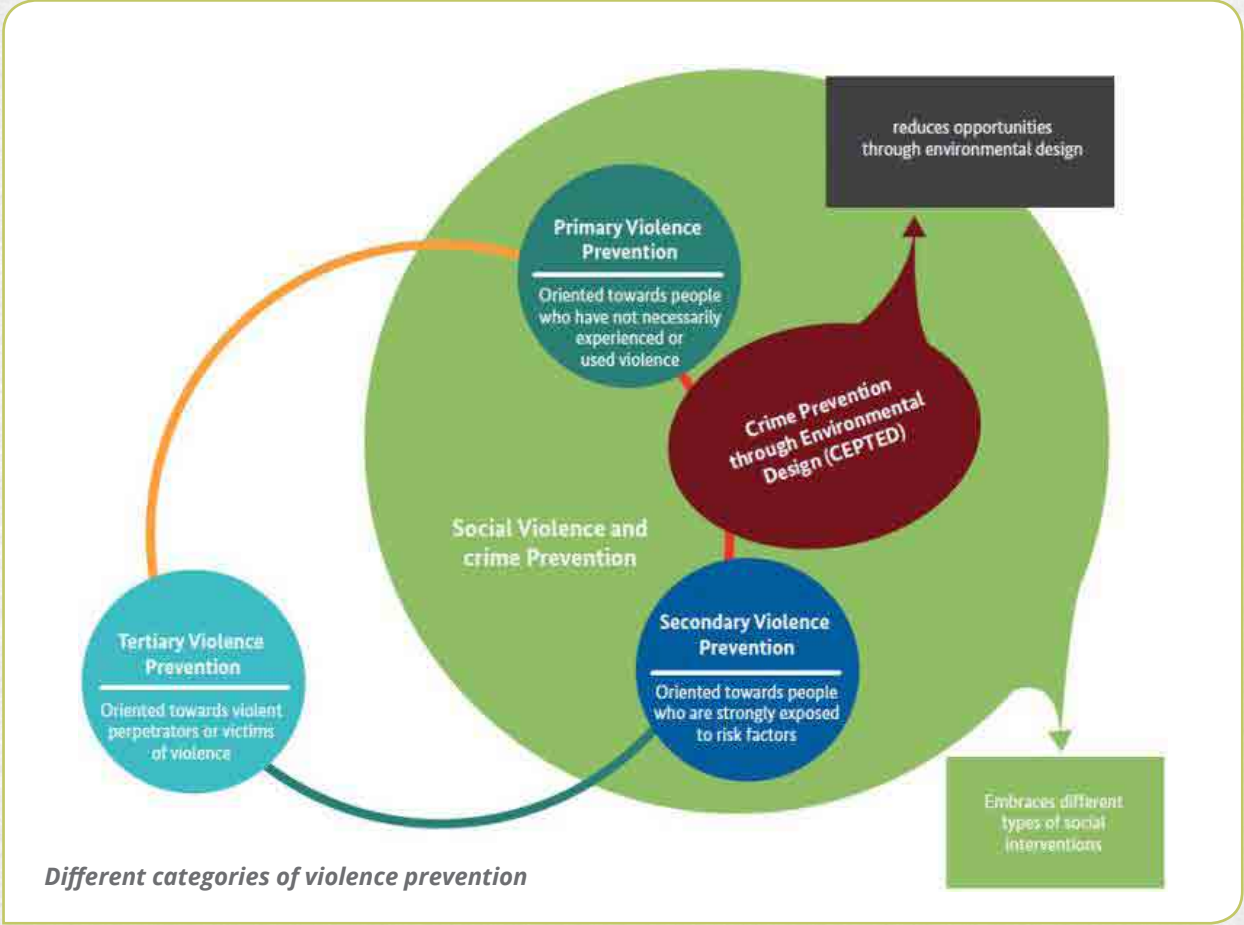 reduces opportunities
through environmental design
Primary Violence
Prevention
Oriented towards people
who have not necessarily
experienced or
used violence
Crime Prevention
through Environmental
Design (CEPTED)
Social Violence and
crime Prevention
Secondary Violence
Prevention
Oriented towards people
who are strongly exposed
to risk factors
Tertiary Violence
Prevention
Oriented towards violent
perpetrators or victims
of violence
Embraces different
types of social
interventions
Different categories of violence prevention